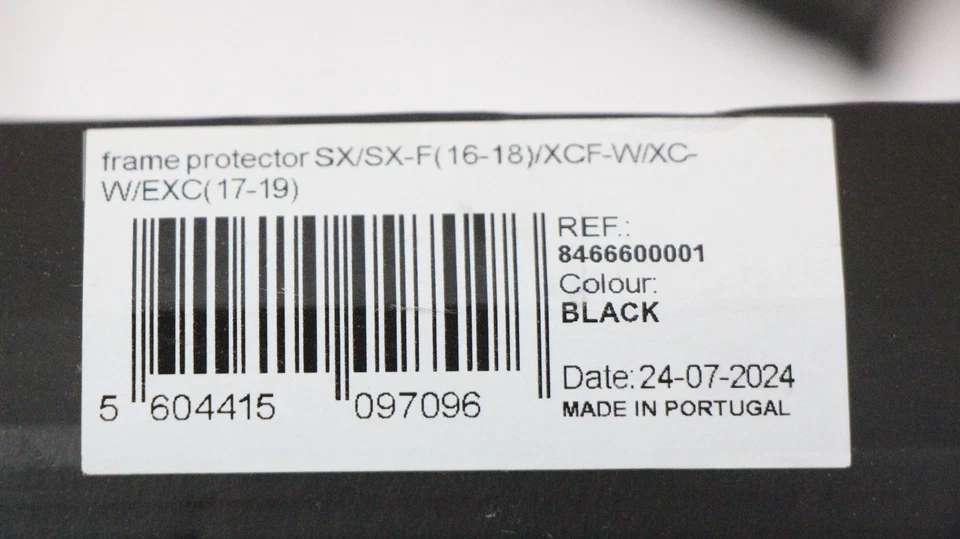 frame protector SX/SX-F(16-18)/XCF-W/XC-
W/EXC(17-19)
REF.:
8466600001
Colour:
BLACK
Date: 24-07-2024
MADE IN PORTUGAL
5 604415 097096